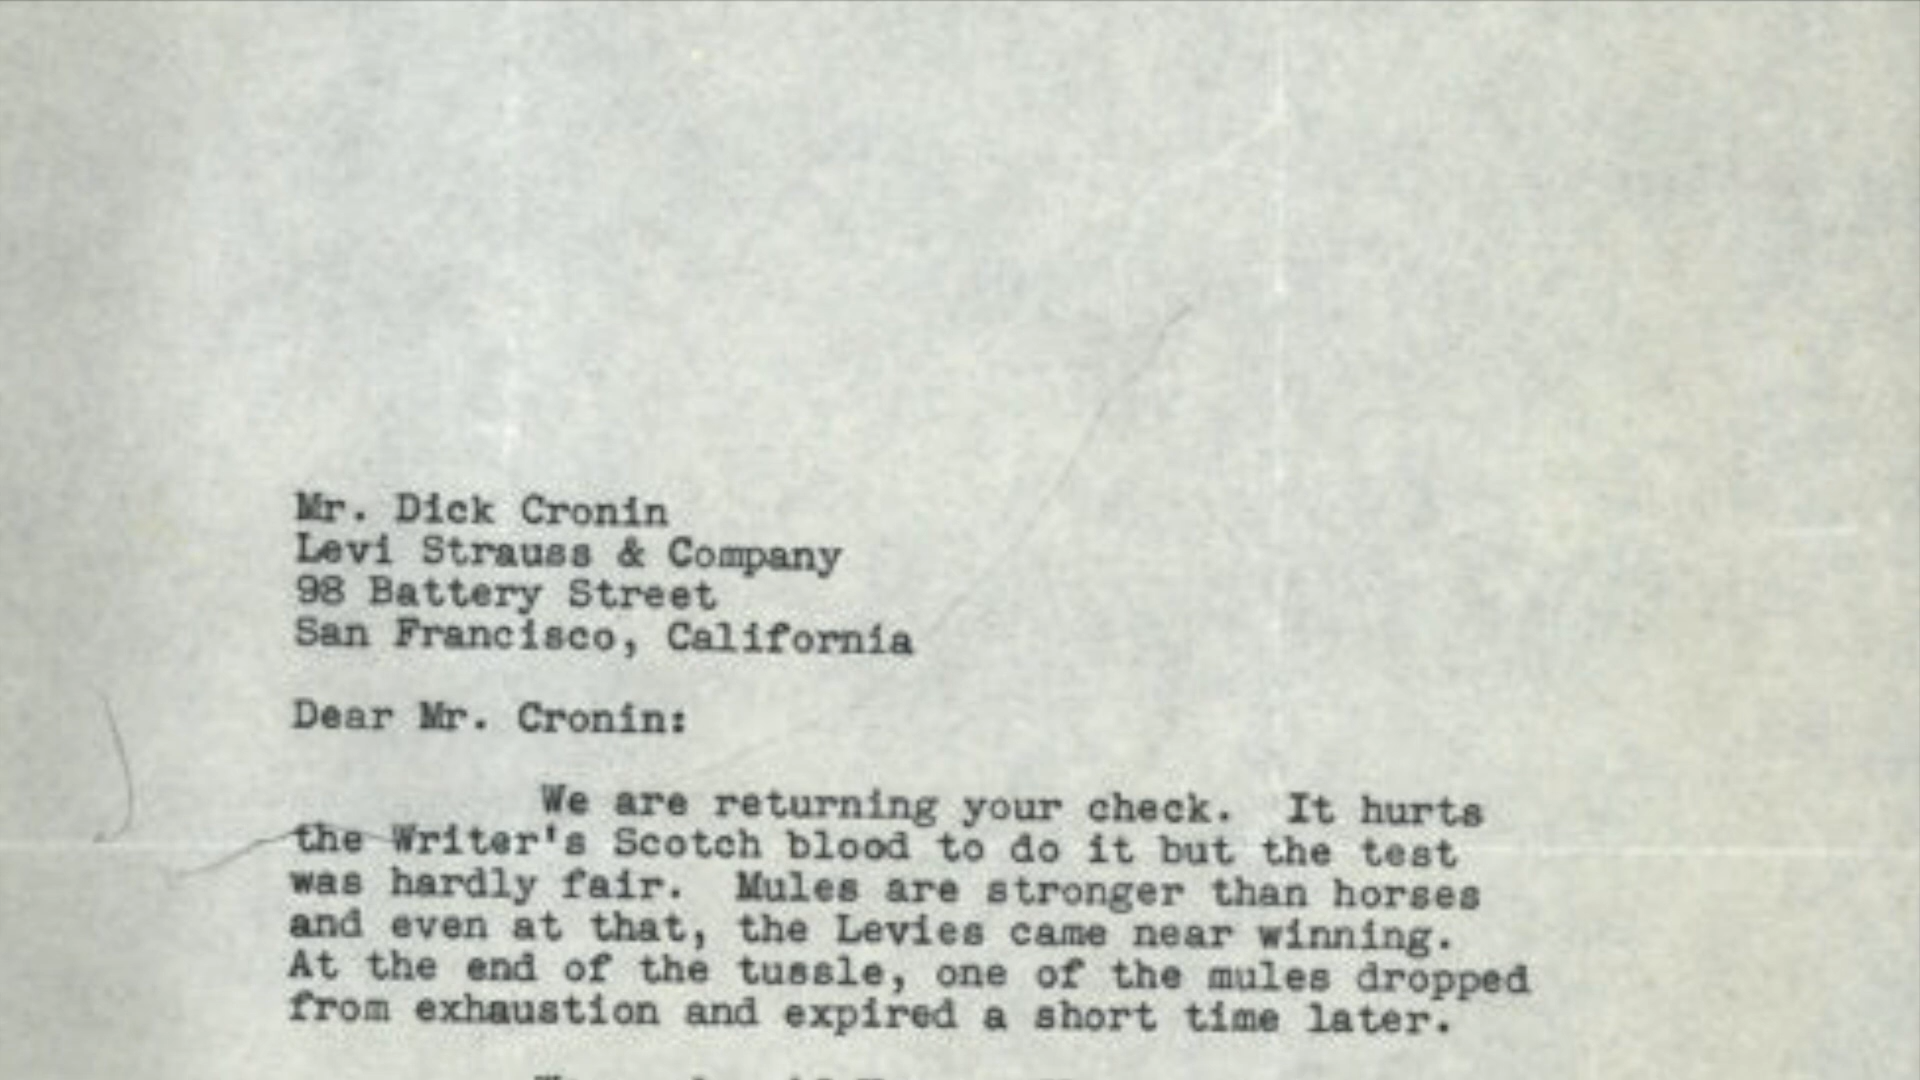 Mr. Dick Cronin
Levi Strauss & Company
98 Battery Street
San Francisco, California
Dear Mr. Cronin:
We are returning your check. It hurts
the Writer's Scotch blood to do it but the test
was hardly fair. Mules are stronger than horses
and even at that, the Levies came near winning.
At the end of the tussle, one of the mules dropped
from exhaustion and expired a short time later.